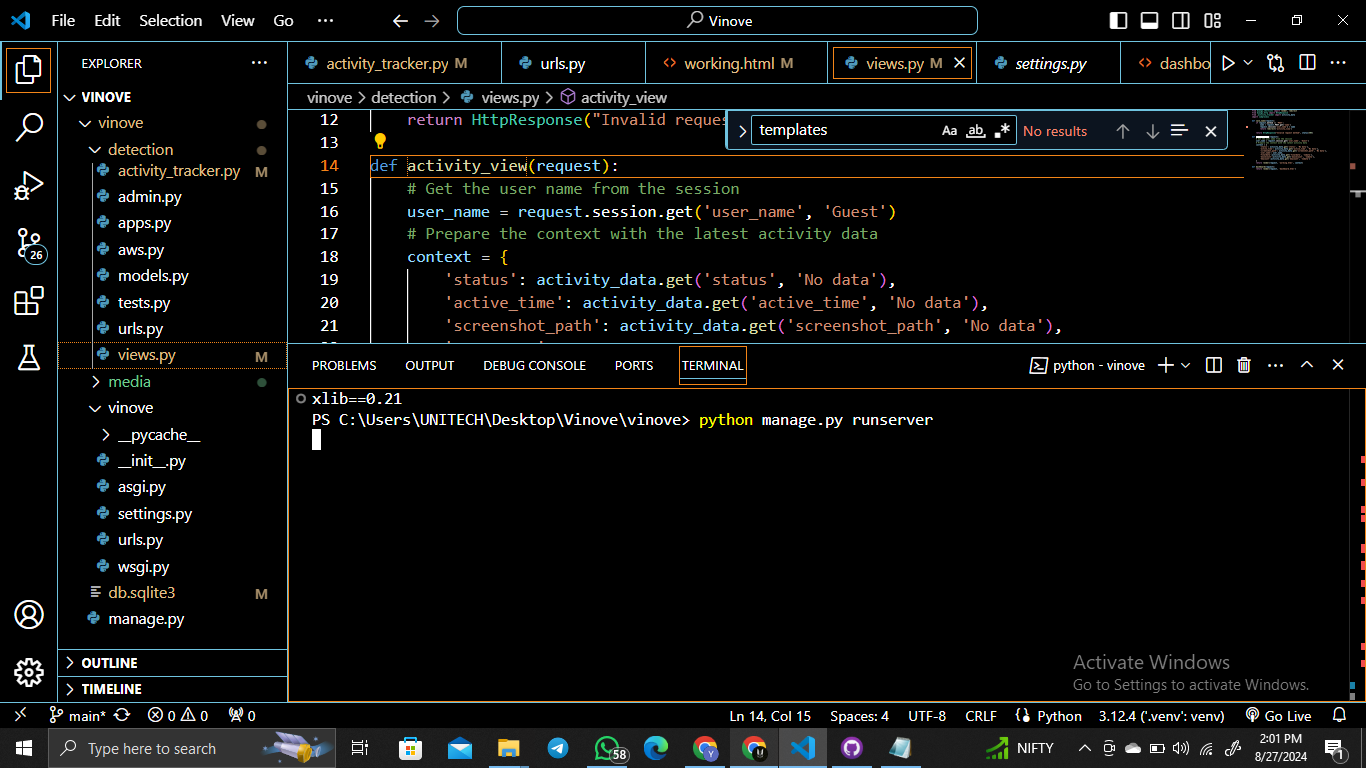 File Edit Selection View Go ···
Vinove
EXPLORER
activity_tracker.py M
urls.py
working.html M
views.py M
settings.py
dashbo
VINOVE
vinove
detection
activity_tracker.py M
admin.py
apps.py
aws.py
models.py
tests.py
urls.py
views.py M
media
vinove
__pycache__
__init__.py
asgi.py
settings.py
urls.py
wsgi.py
db.sqlite3 M
manage.py
OUTLINE
TIMELINE
26
vinove > detection > views.py > activity_view
templates
Aa ab .*
No results
12 return HttpResponse("Invalid reque
13
14 def activity_view(request):
15 # Get the user name from the session
16 user_name = request.session.get('user_name', 'Guest')
17 # Prepare the context with the latest activity data
18 context = {
19 'status': activity_data.get('status', 'No data'),
20 'active_time': activity_data.get('active_time', 'No data'),
21 'screenshot_path': activity_data.get('screenshot_path', 'No data'),
PROBLEMS OUTPUT DEBUG CONSOLE PORTS TERMINAL
python - vinove
xlib==0.21
PS C:\Users\UNITECH\Desktop\Vinove\vinove> python manage.py runserver
Activate Windows
Go to Settings to activate Windows.
main* 0 0 0
Ln 14, Col 15 Spaces: 4 UTF-8 CRLF Python 3.12.4 ('.venv': venv) Go Live
Type here to search
58
NIFTY
2:01 PM
8/27/2024
1